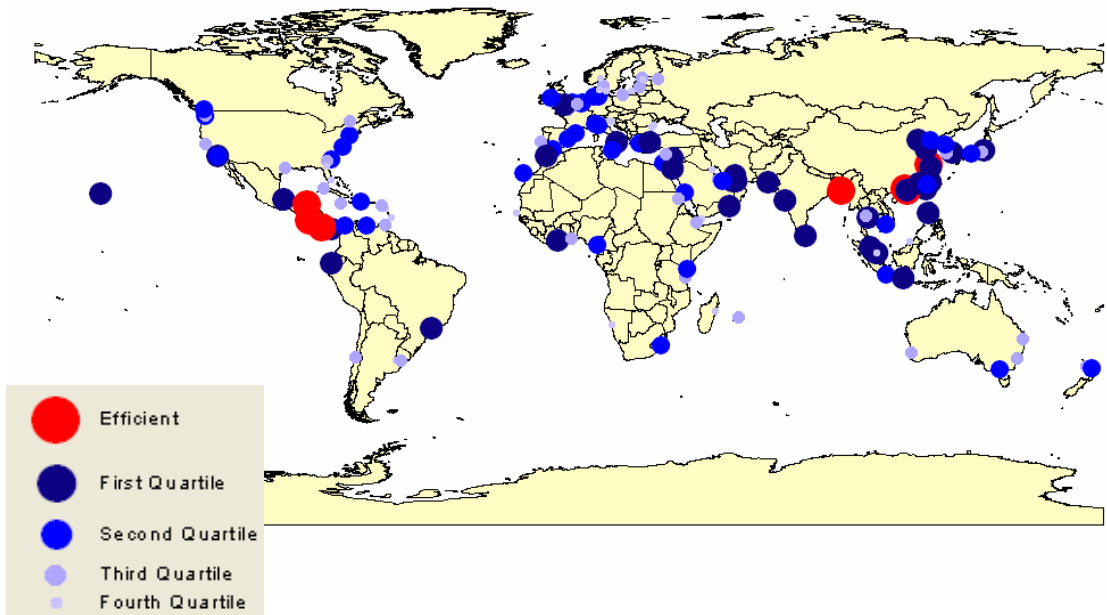 Efficient
First Quartile
Second Quartile
Third Quartile
Fourth Quartile